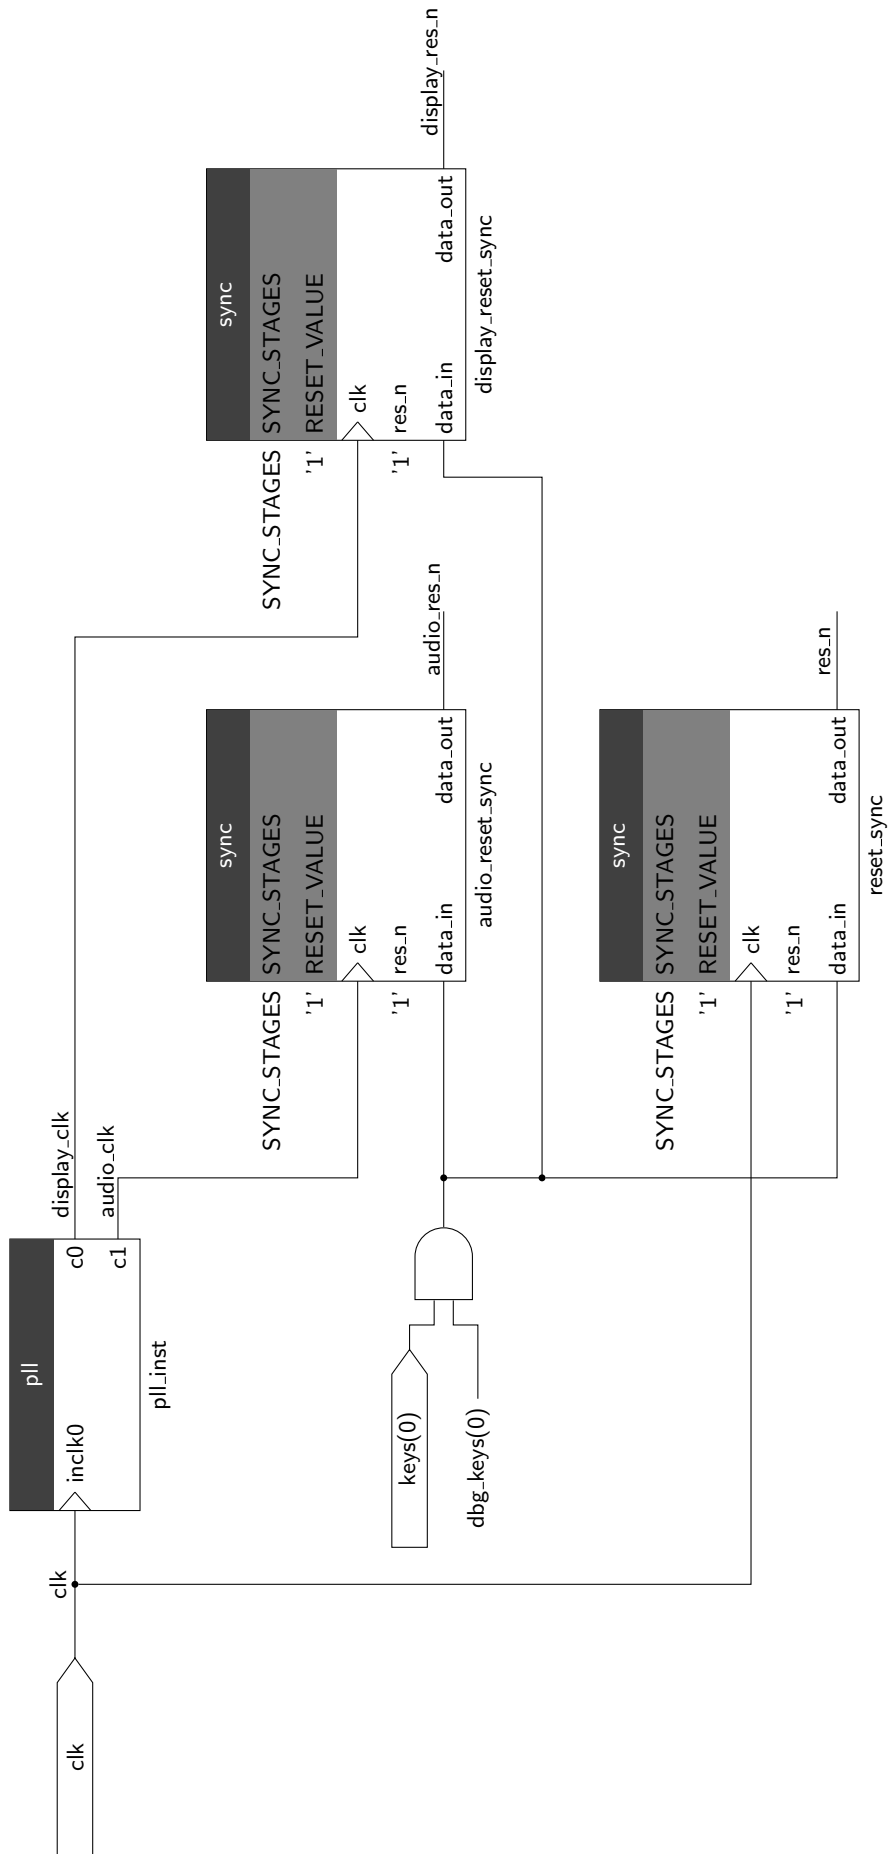 clk
clk
pll
inclk0
c0
c1
pll_inst
display_clk
audio_clk
keys(0)
dbg_keys(0)
sync
SYNC_STAGES SYNC_STAGES
'1' RESET_VALUE
clk
'1' res_n
data_in data_out
audio_reset_sync
audio_res_n
sync
SYNC_STAGES SYNC_STAGES
'1' RESET_VALUE
clk
'1' res_n
data_in data_out
display_reset_sync
display_res_n
sync
SYNC_STAGES SYNC_STAGES
'1' RESET_VALUE
clk
'1' res_n
data_in data_out
reset_sync
res_n